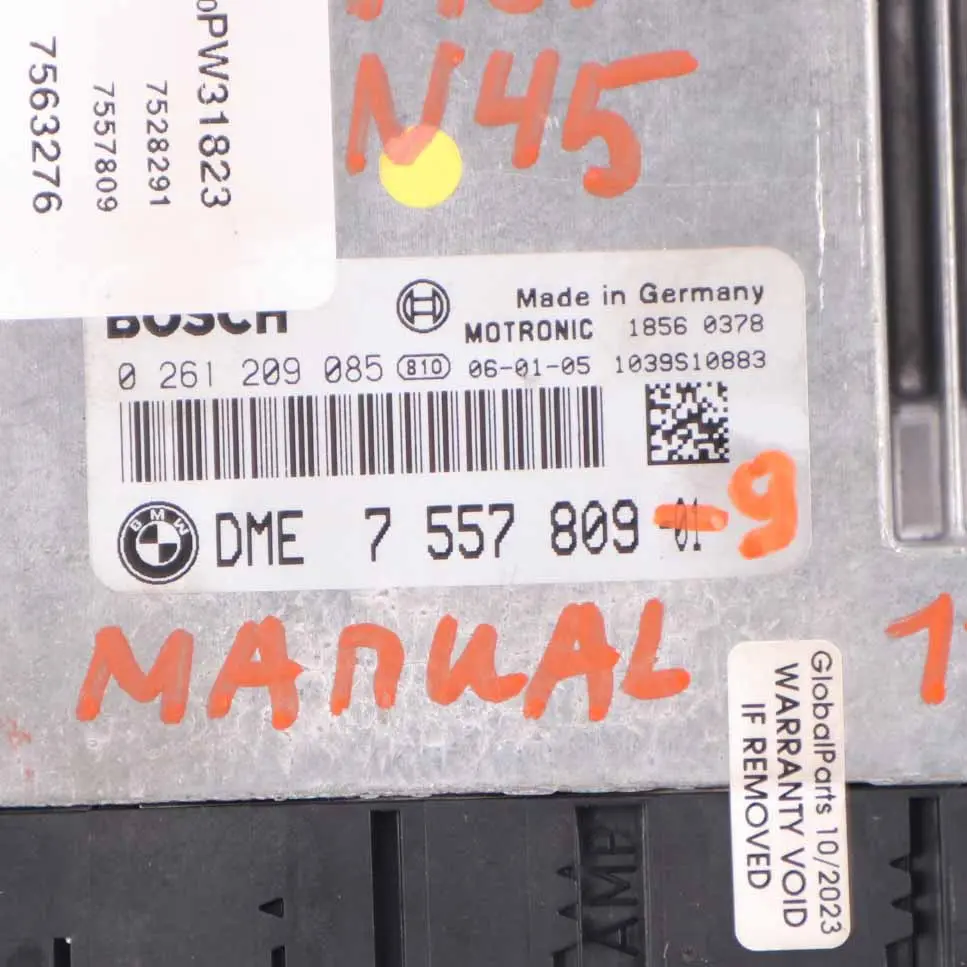 N45
PW31823
7528291
7557809
7563276
BOSCH
Made in Germany
MOTRONIC 1856 0378
0 261 209 085 810 06-01-05 1039S10883
BMW DME 7 557 809 -01 9
MANUAL
GlobalParts 10/2023
WARRANTY VOID
IF REMOVED
AMP